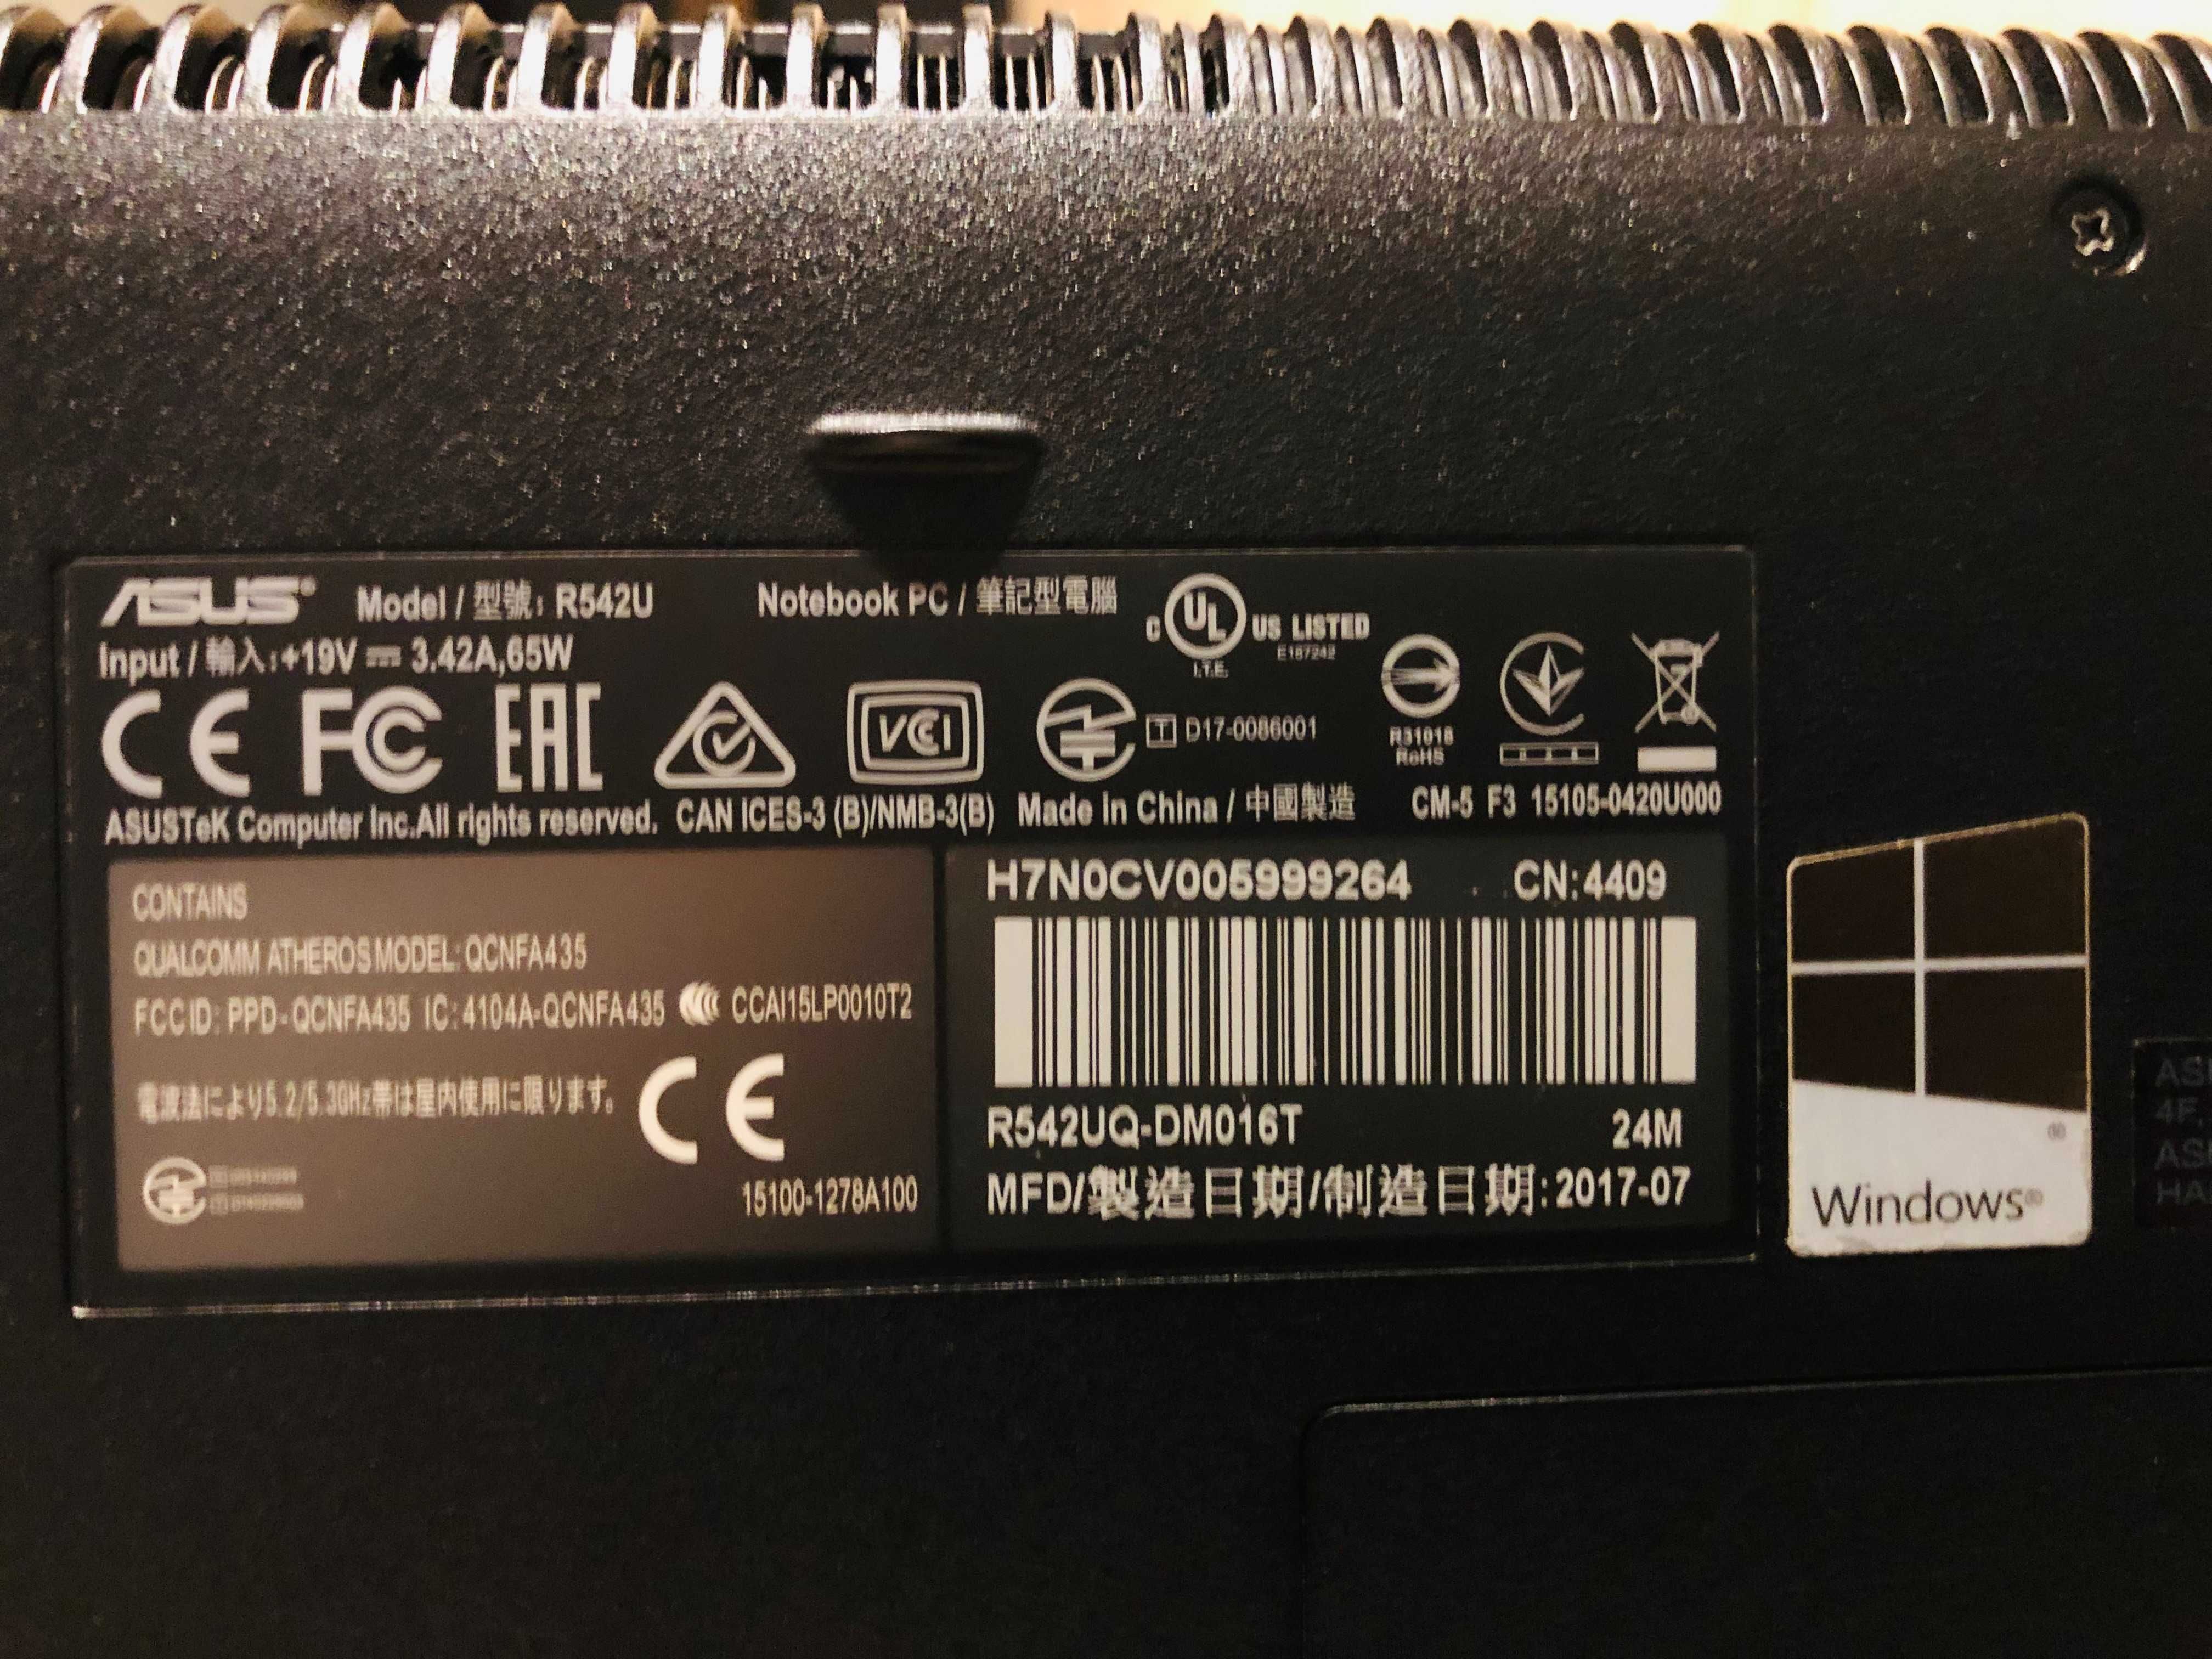 ASUS® Model / 型號: R542U Notebook PC / 筆記型電腦
Input / 輸入:+19V ⎓ 3.42A,65W
C UL US LISTED
I.T.E. E187242
CE FC EAC VCI T D17-0086001
R31018
RoHS
ASUSTeK Computer Inc.All rights reserved. CAN ICES-3 (B)/NMB-3(B) Made in China / 中國製造 CM-5 F3 15105-0420U000
CONTAINS
QUALCOMM ATHEROS MODEL: QCNFA435
FCC ID: PPD-QCNFA435 IC: 4104A-QCNFA435 CCAI15LP0010T2
電波法により5.2/5.3GHz帯は屋内使用に限ります。 CE
15100-1278A100
H7N0CV005999264 CN:4409
R542UQ-DM016T 24M
MFD/製造日期/制造日期:2017-07
Windows®
4F,
HA